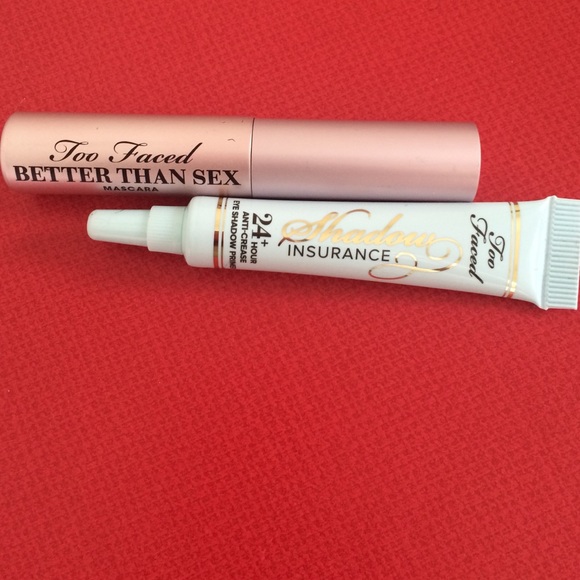 Too Faced
BETTER THAN SEX
MASCARA
Shadow
INSURANCE
24+
HOUR
ANTI-CREASE
EYE SHADOW PRIMER
Too
Faced